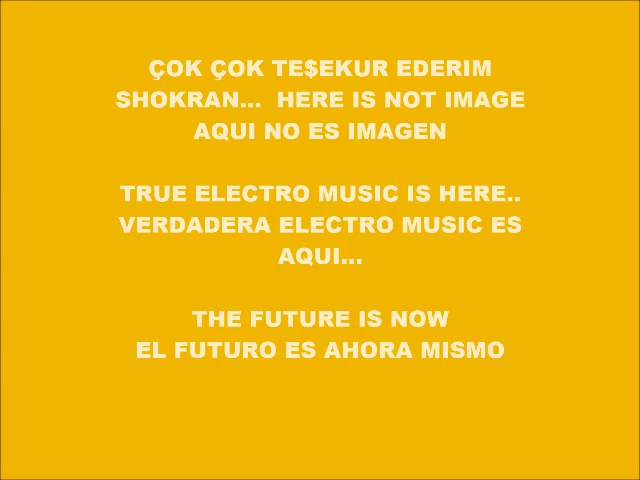 ÇOK ÇOK TE$EKUR EDERIM
SHOKRAN... HERE IS NOT IMAGE
AQUI NO ES IMAGEN
TRUE ELECTRO MUSIC IS HERE..
VERDADERA ELECTRO MUSIC ES
AQUI...
THE FUTURE IS NOW
EL FUTURO ES AHORA MISMO